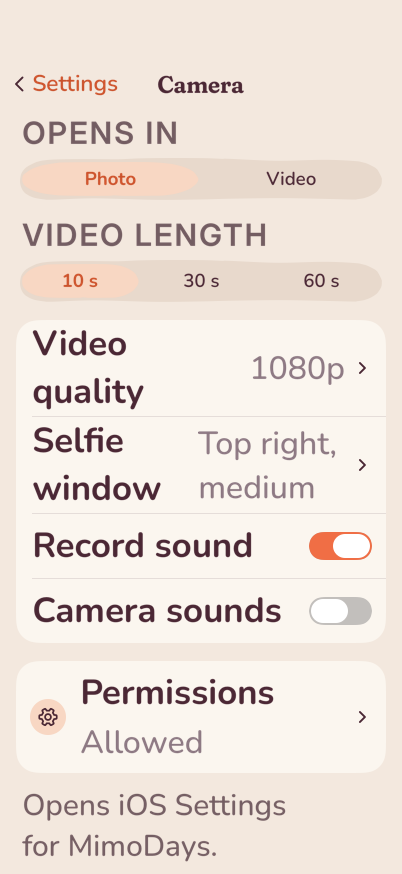 Settings
Camera
OPENS IN
Photo
Video
VIDEO LENGTH
10 s
30 s
60 s
Video
quality
1080p
Selfie
window
Top right,
medium
Record sound
Camera sounds
Permissions
Allowed
Opens iOS Settings
for MimoDays.